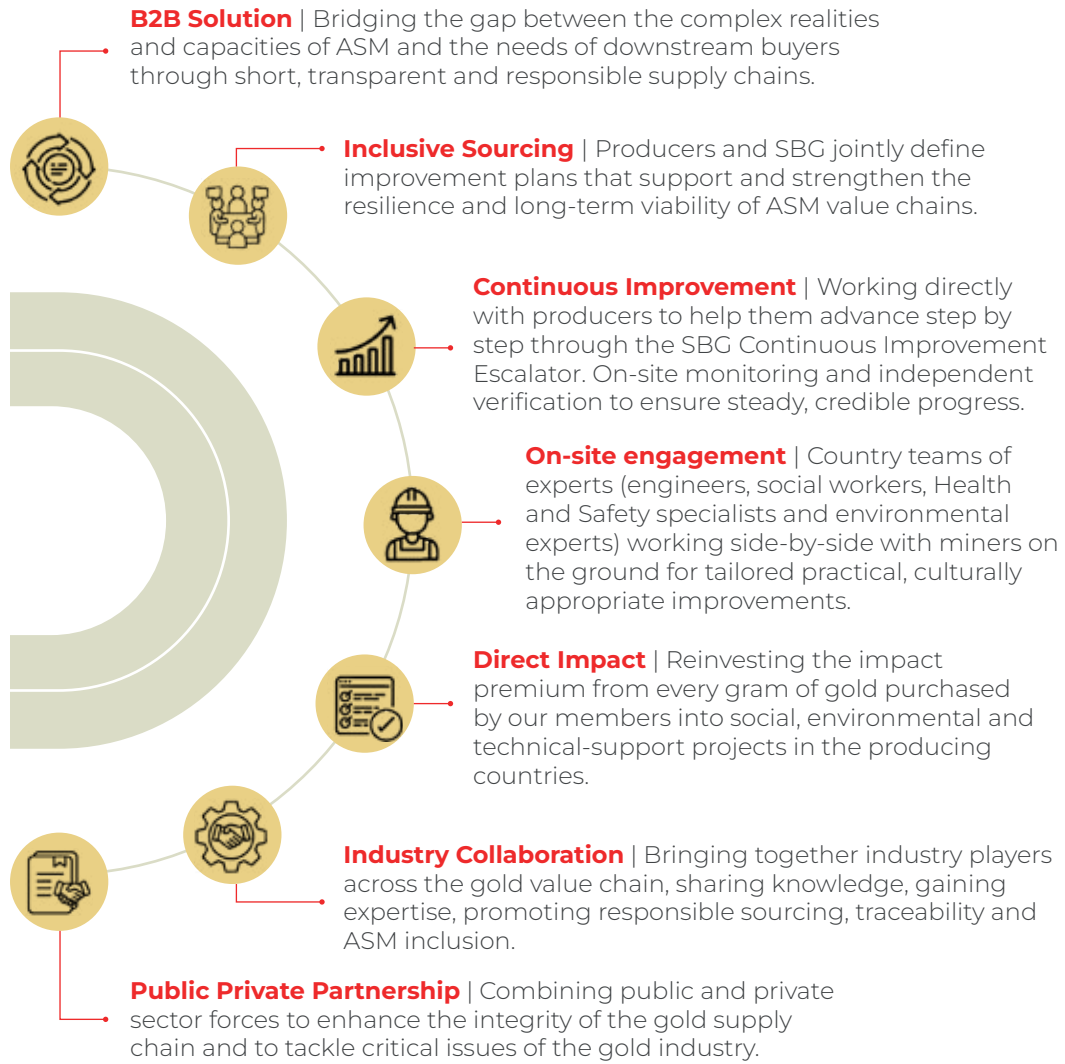 B2B Solution | Bridging the gap between the complex realities
and capacities of ASM and the needs of downstream buyers
through short, transparent and responsible supply chains.
Inclusive Sourcing | Producers and SBG jointly define
improvement plans that support and strengthen the
resilience and long-term viability of ASM value chains.
Continuous Improvement | Working directly
with producers to help them advance step by
step through the SBG Continuous Improvement
Escalator. On-site monitoring and independent
verification to ensure steady, credible progress.
On-site engagement | Country teams of
experts (engineers, social workers, Health
and Safety specialists and environmental
experts) working side-by-side with miners on
the ground for tailored practical, culturally
appropriate improvements.
Direct Impact | Reinvesting the impact
premium from every gram of gold purchased
by our members into social, environmental and
technical-support projects in the producing
countries.
Industry Collaboration | Bringing together industry players
across the gold value chain, sharing knowledge, gaining
expertise, promoting responsible sourcing, traceability and
ASM inclusion.
Public Private Partnership | Combining public and private
sector forces to enhance the integrity of the gold supply
chain and to tackle critical issues of the gold industry.